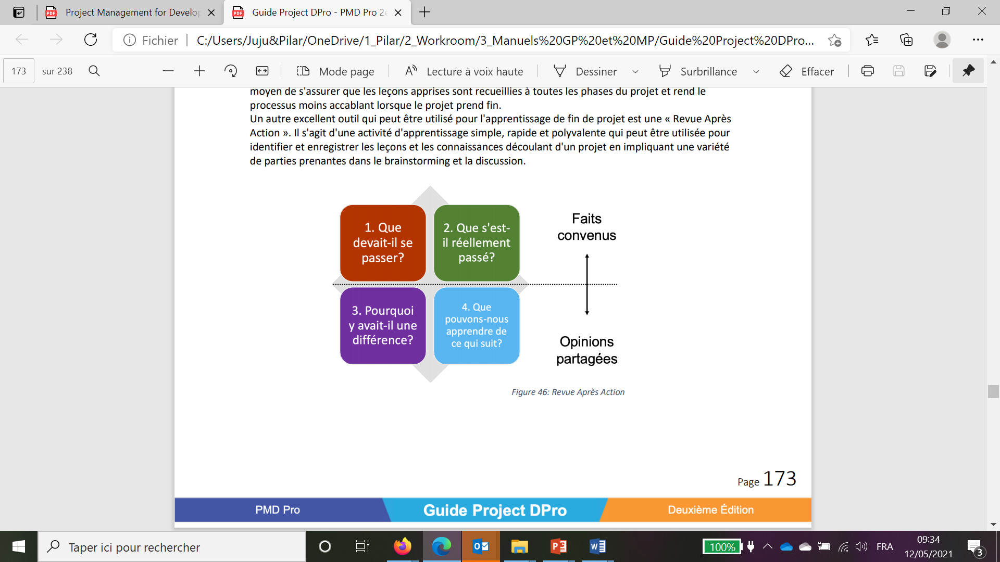 Project Management for Develop
Guide Project DPro - PMD Pro 2e
Fichier
C:/Users/Juju&Pilar/OneDrive/1_Pilar/2_Workroom/3_Manuels%20GP%20et%20MP/Guide%20Project%20DPro...
173 sur 238
Mode page
Lecture à voix haute
Dessiner
Surbrillance
Effacer
moyen de s'assurer que les leçons apprises sont recueillies à toutes les phases du projet et rend le
processus moins accablant lorsque le projet prend fin.
Un autre excellent outil qui peut être utilisé pour l'apprentissage de fin de projet est une « Revue Après
Action ». Il s'agit d'une activité d'apprentissage simple, rapide et polyvalente qui peut être utilisée pour
identifier et enregistrer les leçons et les connaissances découlant d'un projet en impliquant une variété
de parties prenantes dans le brainstorming et la discussion.
1. Que
devait-il se
passer?
2. Que s'est-
il réellement
passé?
Faits
convenus
3. Pourquoi
y avait-il une
différence?
4. Que
pouvons-nous
apprendre de
ce qui suit?
Opinions
partagées
Figure 46: Revue Après Action
Page 173
PMD Pro
Guide Project DPro
Deuxième Édition
Taper ici pour rechercher
100%
FRA
09:34
12/05/2021
3